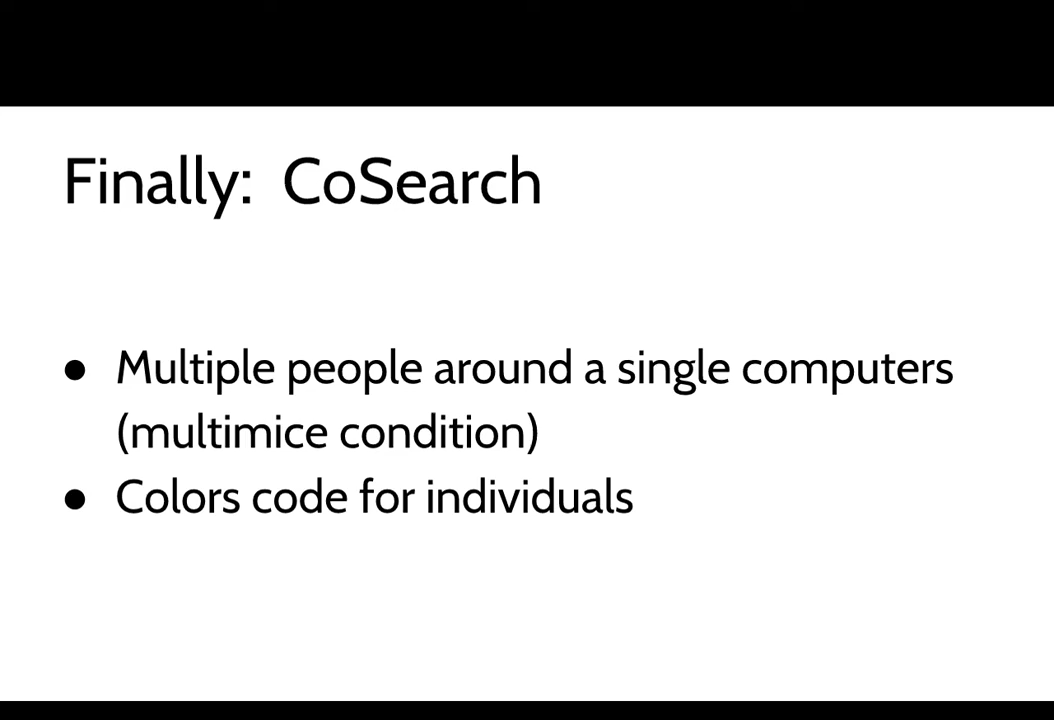 Finally:  CoSearch
● Multiple people around a single computers
(multimice condition)
● Colors code for individuals